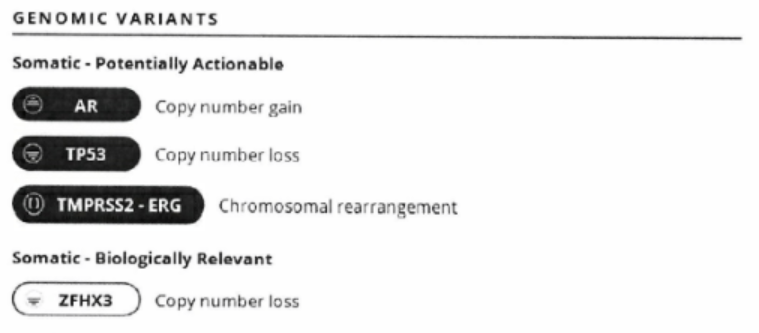 GENOMIC VARIANTS
Somatic - Potentially Actionable
AR Copy number gain
TP53 Copy number loss
TMPRSS2 - ERG Chromosomal rearrangement
Somatic - Biologically Relevant
ZFHX3 Copy number loss